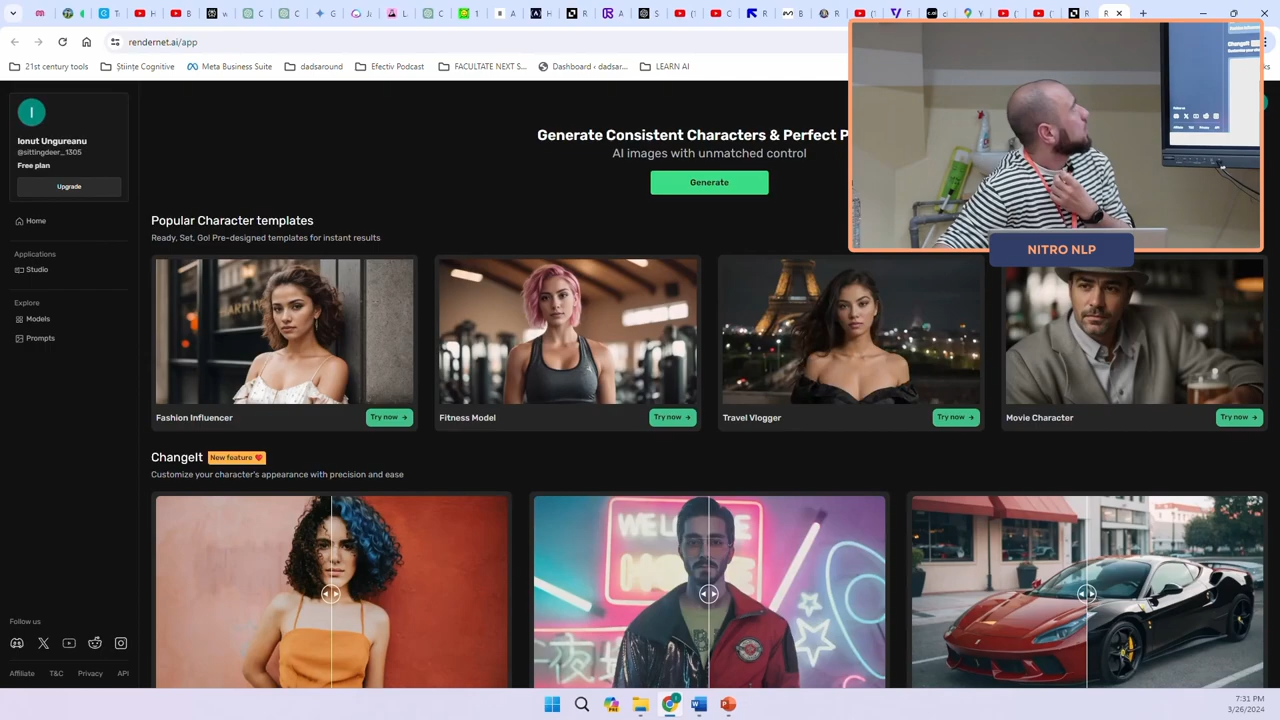 rendernet.ai/app
21st century tools
Științe Cognitive
Meta Business Suite
dadsaround
Efectiv Podcast
FACULTATE NEXT S...
Dashboard ‹ dadsar...
LEARN AI
I
Ionut Ungureanu
@sittingdeer_1305
Free plan
Upgrade
Home
Applications
Studio
Explore
Models
Prompts
Follow us
Affiliate T&C Privacy API
Generate Consistent Characters & Perfect P
AI images with unmatched control
Generate
NITRO NLP
Popular Character templates
Ready, Set, Go! Pre-designed templates for instant results
Fashion Influencer Try now →
Fitness Model Try now →
Travel Vlogger Try now →
Movie Character Try now →
ChangeIt New feature
Customize your character's appearance with precision and ease
7:31 PM
3/26/2024